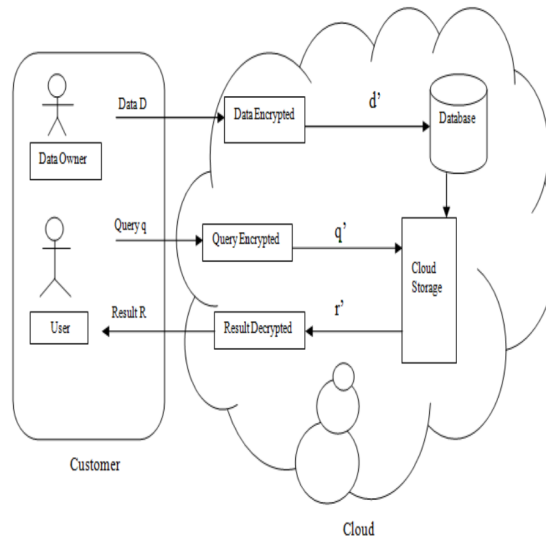 Data D
Data Encrypted
d’
Database
Data Owner
Query q
Query Encrypted
q’
Cloud
Storage
User
Result R
Result Decrypted
r’
Customer
Cloud